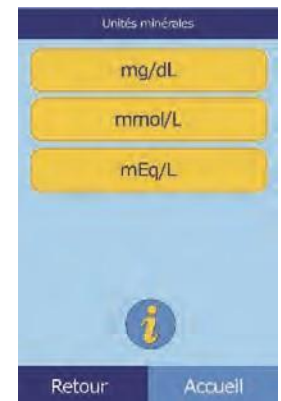 Unités minérales
mg/dL
mmol/L
mEq/L
i
Retour Accueil